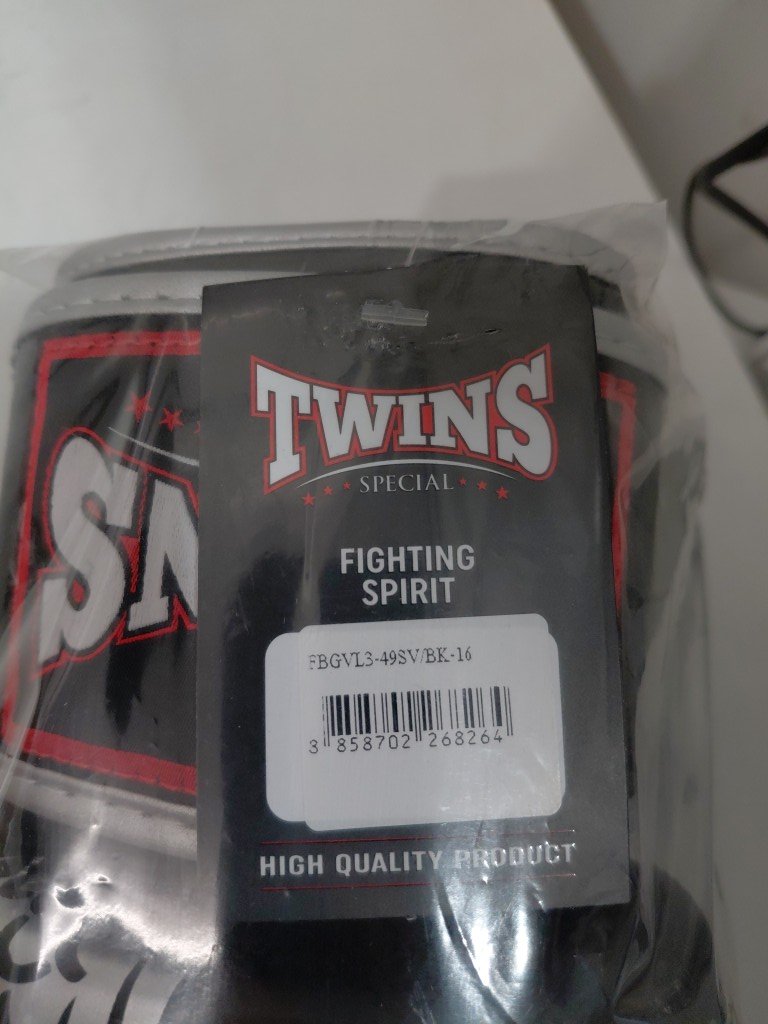 TWINS
SPECIAL
FIGHTING
SPIRIT
FBGVL3-49SV/BK-16
3 858702 268264
HIGH QUALITY PRODUCT